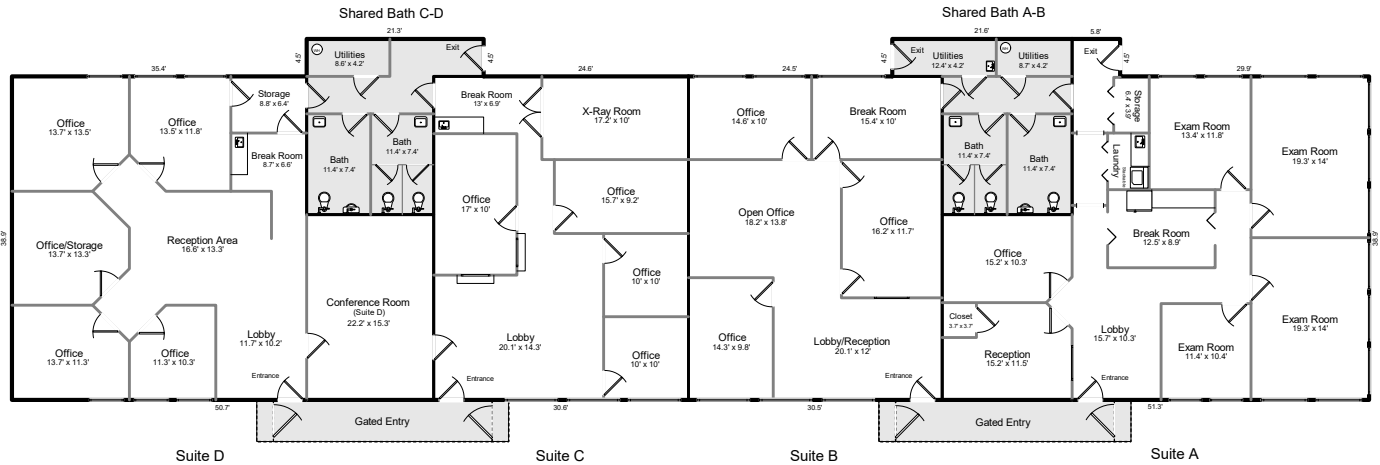 Shared Bath C-D
Shared Bath A-B
21.3'
21.6'
5.8'
Utilities
8.6' x 4.2'
4.5'
Exit
4.5'
4.5'
Exit
Utilities
12.4' x 4.2'
WH
Utilities
8.7' x 4.2'
WH
Exit
4.5'
35.4'
24.6'
24.5'
29.9'
Office
13.7' x 13.5'
Office
13.5' x 11.8'
Storage
8.8' x 6.4'
Break Room
8.7' x 6.6'
Bath
11.4' x 7.4'
Bath
11.4' x 7.4'
Break Room
13' x 6.9'
X-Ray Room
17.2' x 10'
Office
14.6' x 10'
Break Room
15.4' x 10'
Bath
11.4' x 7.4'
Bath
11.4' x 7.4'
Storage
6.4' x 3.9'
Laundry
Exam Room
13.4' x 11.8'
Exam Room
19.3' x 14'
Office
17' x 10'
Office
15.7' x 9.2'
Open Office
18.2' x 13.8'
Office
16.2' x 11.7'
Break Room
12.5' x 8.9'
38.9'
Office/Storage
13.7' x 13.3'
Reception Area
16.6' x 13.3'
38.9'
Office
15.2' x 10.3'
Office
10' x 10'
Conference Room
(Suite D)
22.2' x 15.3'
Lobby
11.7' x 10.2'
Lobby
20.1' x 14.3'
Office
14.3' x 9.8'
Lobby/Reception
20.1' x 12'
Closet
3.7' x 3.7'
Lobby
15.7' x 10.3'
Exam Room
19.3' x 14'
Office
13.7' x 11.3'
Office
11.3' x 10.3'
Office
10' x 10'
Reception
15.2' x 11.5'
Exam Room
11.4' x 10.4'
Entrance
Entrance
Entrance
Entrance
50.7'
30.6'
30.5'
51.3'
Gated Entry
Gated Entry
Suite D
Suite C
Suite B
Suite A